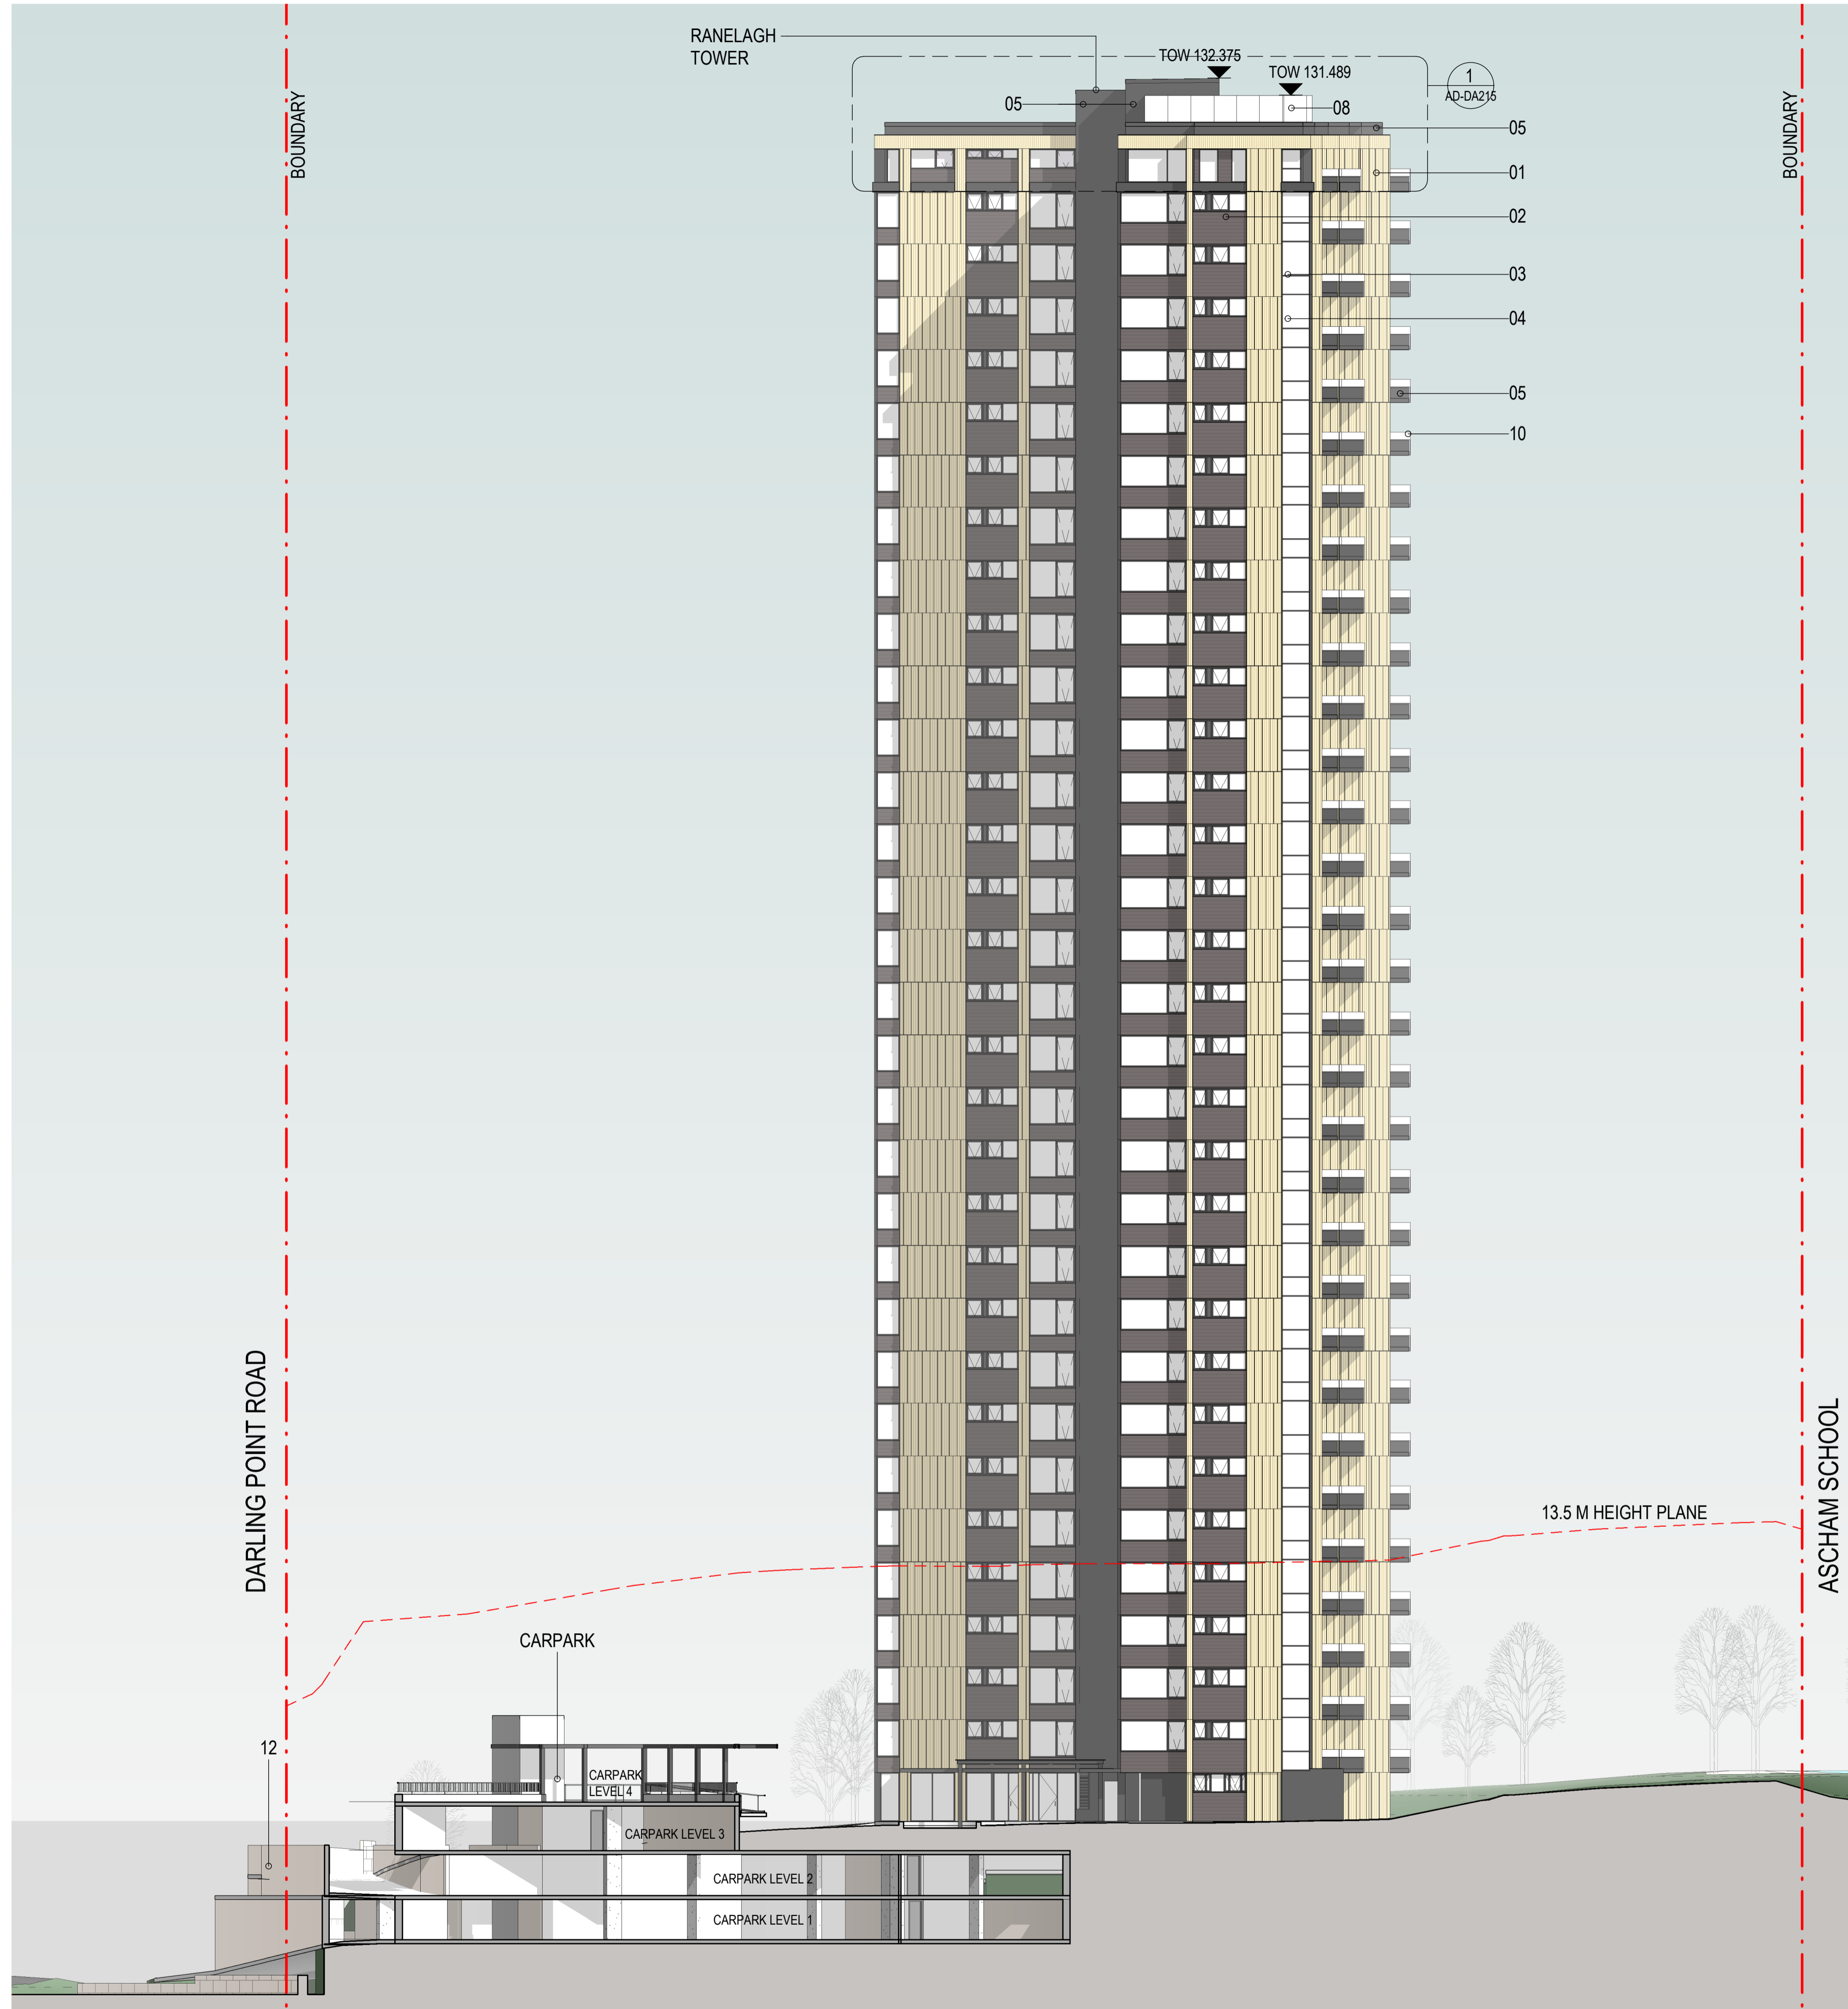 RANELAGH
TOWER
TOW 132.375
TOW 131.489
1
AD-DA215
BOUNDARY
BOUNDARY
05
08
05
01
02
03
04
05
10
DARLING POINT ROAD
ASCHAM SCHOOL
13.5 M HEIGHT PLANE
CARPARK
12
CARPARK
LEVEL 4
CARPARK LEVEL 3
CARPARK LEVEL 2
CARPARK LEVEL 1